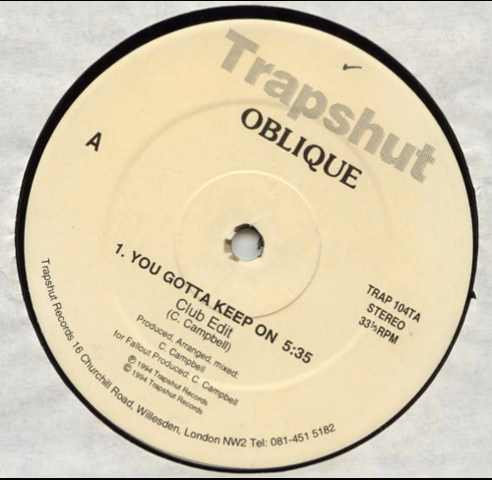 Trapshut
OBLIQUE
A
1. YOU GOTTA KEEP ON 5:35
Club Edit
(C. Campbell)
Produced, Arranged, mixed:
C. Campbell
for Fallout Produced: C. Campbell
℗ 1994 Trapshut Records
© 1994 Trapshut Records
TRAP 104TA
STEREO
33⅓RPM
Trapshut Records 16 Churchill Road, Willesden, London NW2 Tel: 081-451 5182